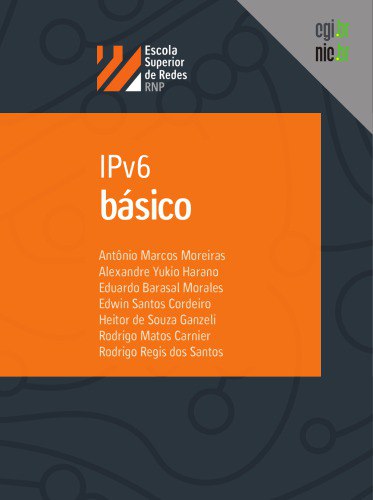 cgi.br
nic.br
Escola
Superior
de Redes
RNP
IPv6
básico
Antônio Marcos Moreiras
Alexandre Yukio Harano
Eduardo Barasal Morales
Edwin Santos Cordeiro
Heitor de Souza Ganzeli
Rodrigo Matos Carnier
Rodrigo Regis dos Santos